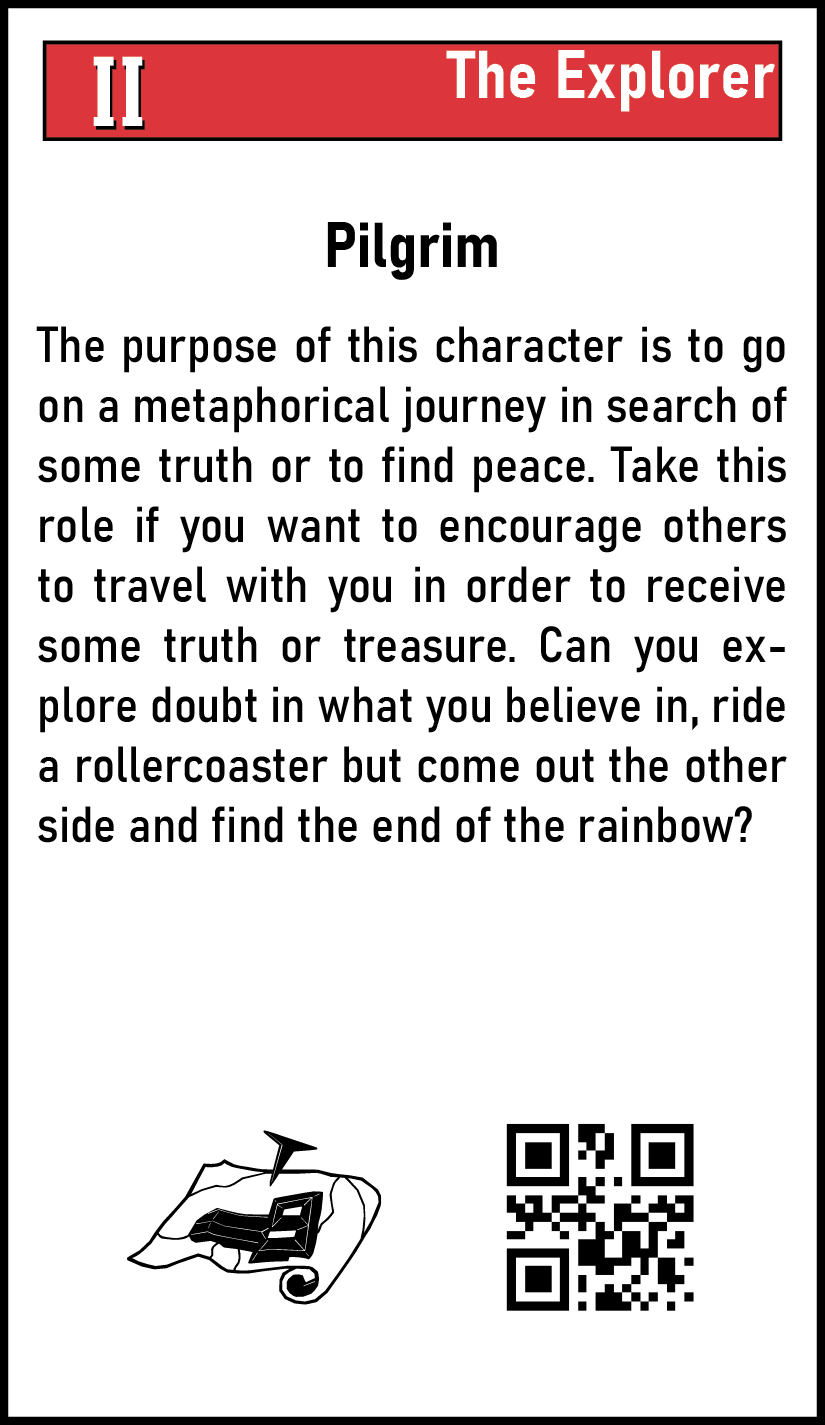 II The Explorer
Pilgrim
The purpose of this character is to go
on a metaphorical journey in search of
some truth or to find peace. Take this
role if you want to encourage others
to travel with you in order to receive
some truth or treasure. Can you ex-
plore doubt in what you believe in, ride
a rollercoaster but come out the other
side and find the end of the rainbow?